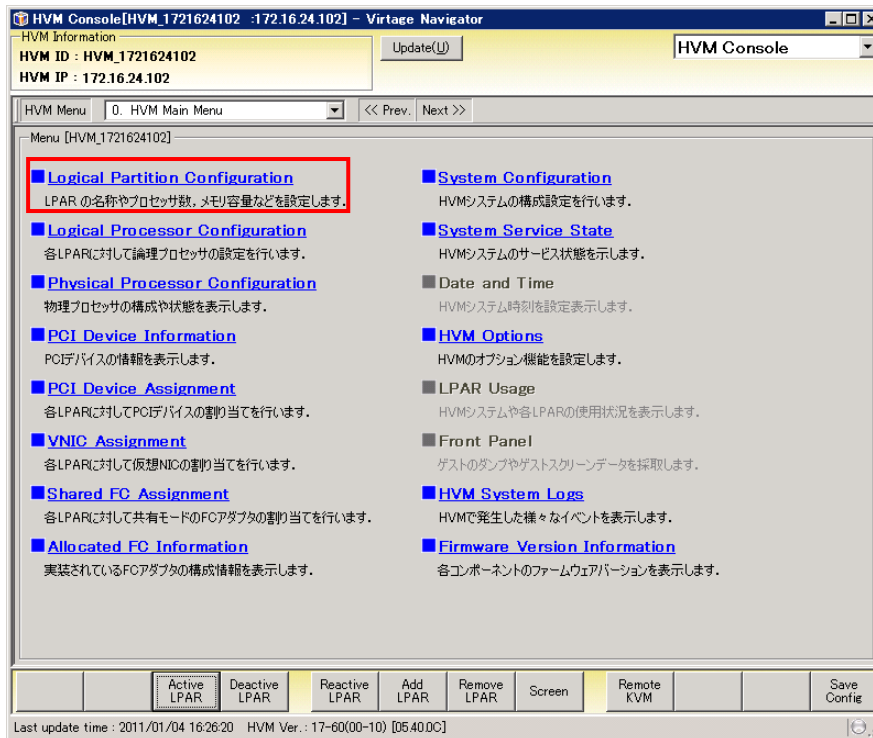 HVM Console[HVM_1721624102 :172.16.24.102] - Virtage Navigator
HVM Information
HVM ID : HVM_1721624102
HVM IP : 172.16.24.102
Update(U)
HVM Console
HVM Menu
0. HVM Main Menu
<< Prev.
Next >>
Menu [HVM_1721624102]
Logical Partition Configuration
LPAR の名称やプロセッサ数，メモリ容量などを設定します.
Logical Processor Configuration
各LPARに対して論理プロセッサの設定を行います.
Physical Processor Configuration
物理プロセッサの構成や状態を表示します.
PCI Device Information
PCIデバイスの情報を表示します.
PCI Device Assignment
各LPARに対してPCIデバイスの割り当てを行います.
VNIC Assignment
各LPARに対して仮想NICの割り当てを行います.
Shared FC Assignment
各LPARに対して共有モードのFCアダプタの割り当てを行います.
Allocated FC Information
実装されているFCアダプタの構成情報を表示します.
System Configuration
HVMシステムの構成設定を行います.
System Service State
HVMシステムのサービス状態を示します.
Date and Time
HVMシステム時刻を設定表示します.
HVM Options
HVMのオプション機能を設定します.
LPAR Usage
HVMシステムや各LPARの使用状況を表示します.
Front Panel
ゲストのダンプやゲストスクリーンデータを採取します.
HVM System Logs
HVMで発生した様々なイベントを表示します.
Firmware Version Information
各コンポーネントのファームウェアバージョンを表示します.
Active LPAR
Deactive LPAR
Reactive LPAR
Add LPAR
Remove LPAR
Screen
Remote KVM
Save Config
Last update time : 2011/01/04 16:26:20 HVM Ver. : 17-60(00-10) [05.40.0C]